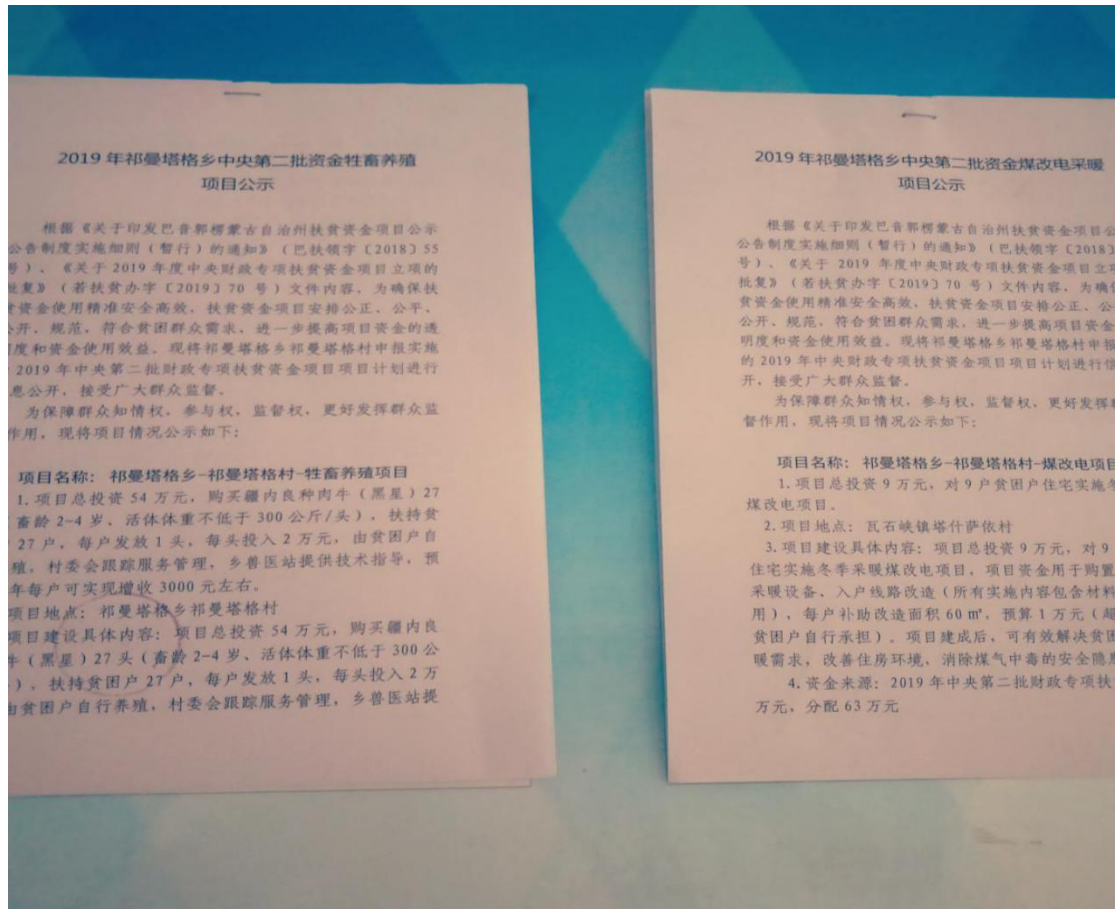 2019年祁曼塔格乡中央第二批资金牲畜养殖
项目公示
根据《关于印发巴音郭楞蒙古自治州扶贫资金项目公示
公告制度实施细则(暂行)的通知》(巴扶领字〔2018〕55
号)、《关于2019年度中央财政专项扶贫资金项目立项的
批复》(若扶贫办字〔2019〕70号)文件内容,为确保扶
贫资金使用精准安全高效,扶贫资金项目安排公正、公平、
公开、规范,符合贫困群众需求,进一步提高项目资金的透
明度和资金使用效益。现将祁曼塔格乡祁曼塔格村申报实施
2019年中央第二批财政专项扶贫资金项目项目计划进行
息公开,接受广大群众监督。
为保障群众知情权,参与权,监督权,更好发挥群众监
作用,现将项目情况公示如下:
项目名称:祁曼塔格乡-祁曼塔格村-牲畜养殖项目
1.项目总投资54万元,购买疆内良种肉牛(黑星)27
畜龄2-4岁、活体体重不低于300公斤/头),扶持贫
27户,每户发放1头,每头投入2万元,由贫困户自
殖,村委会跟踪服务管理,乡兽医站提供技术指导,预
年每户可实现增收3000元左右。
项目地点:祁曼塔格乡祁曼塔格村
项目建设具体内容:项目总投资54万元,购买疆内良
牛(黑星)27头(畜龄2-4岁、活体体重不低于300公
),扶持贫困户27户,每户发放1头,每头投入2万
由贫困户自行养殖,村委会跟踪服务管理,乡兽医站提
2019年祁曼塔格乡中央第二批资金煤改电采暖
项目公示
根据《关于印发巴音郭楞蒙古自治州扶贫资金项目公
公告制度实施细则(暂行)的通知》(巴扶领字〔2018〕
号)、《关于2019年度中央财政专项扶贫资金项目立项
批复》(若扶贫办字〔2019〕70号)文件内容,为确保
贫资金使用精准安全高效,扶贫资金项目安排公正、公
公开、规范,符合贫困群众需求,进一步提高项目资金
明度和资金使用效益。现将祁曼塔格乡祁曼塔格村申报
的2019年中央财政专项扶贫资金项目项目计划进行信
开,接受广大群众监督。
为保障群众知情权,参与权,监督权、更好发挥群
督作用,现将项目情况公示如下:
项目名称:祁曼塔格乡-祁曼塔格村-煤改电项目
1.项目总投资9万元,对9户贫困户住宅实施冬
煤改电项目。
2.项目地点:瓦石峡镇塔什萨依村
3.项目建设具体内容:项目总投资9万元,对9
住宅实施冬季采暖煤改电项目,项目资金用于购置
采暖设备、入户线路改造(所有实施内容包含材料
用),每户补助改造面积60㎡,预算1万元(超
贫困户自行承担)。项目建成后,可有效解决贫困
暖需求,改善住房环境,消除煤气中毒的安全隐患
4.资金来源:2019年中央第二批财政专项扶
万元,分配63万元